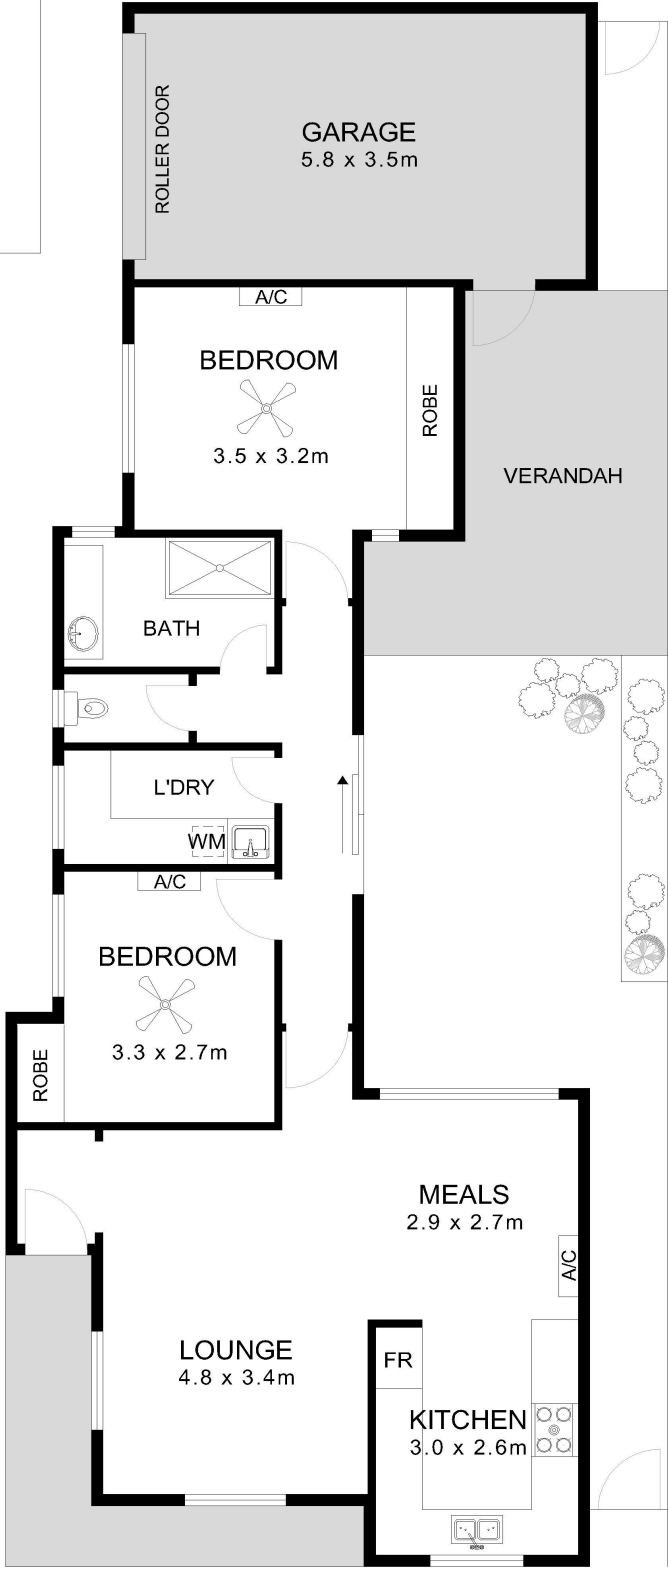 ROLLER DOOR
GARAGE
5.8 x 3.5m
A/C
BEDROOM
3.5 x 3.2m
ROBE
VERANDAH
BATH
L'DRY
WM
A/C
BEDROOM
3.3 x 2.7m
ROBE
MEALS
2.9 x 2.7m
A/C
LOUNGE
4.8 x 3.4m
FR
KITCHEN
3.0 x 2.6m